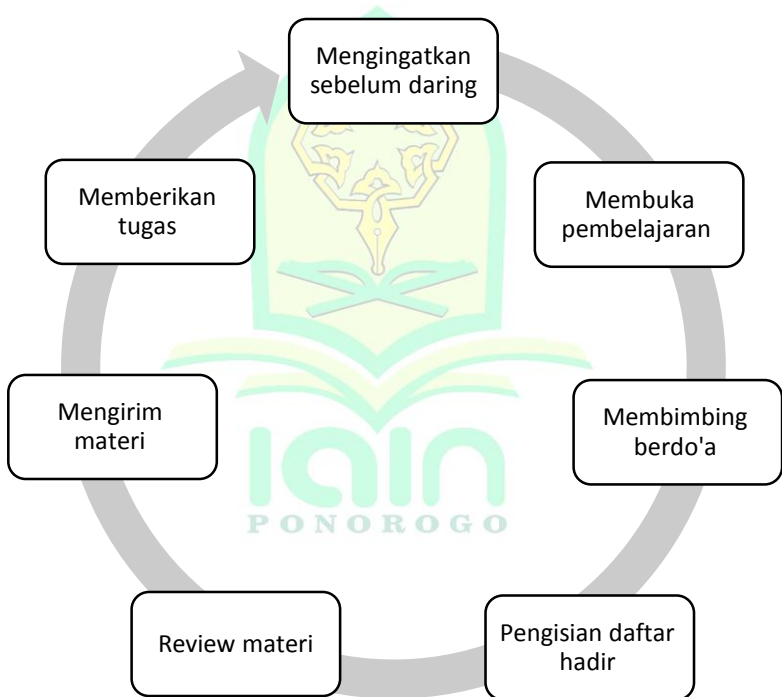 Mengingatkan
sebelum daring
Membuka
pembelajaran
Membimbing
berdo'a
Pengisian daftar
hadir
Review materi
Mengirim
materi
Memberikan
tugas
IAIN
PONOROGO